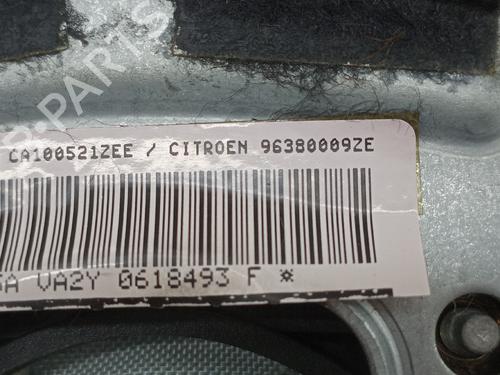 CA100521ZEE / CITROEN 96380009ZE
VA2Y 0618493 F *